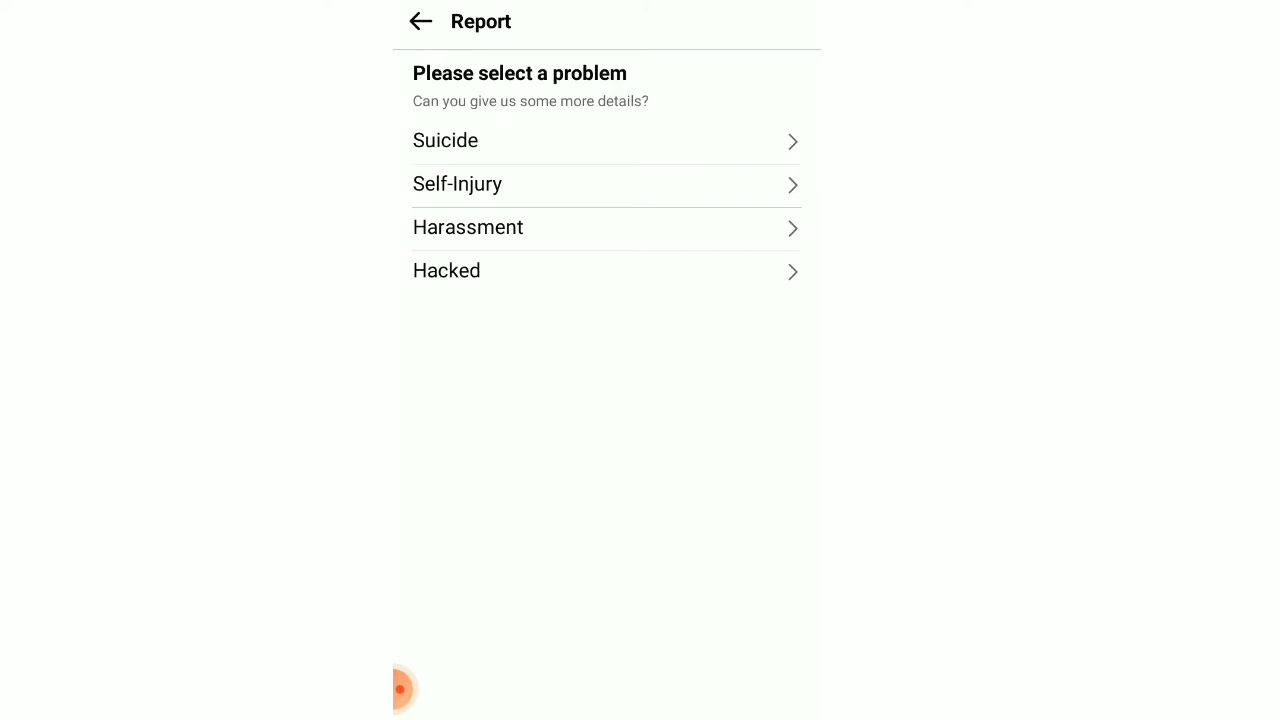 Report
Please select a problem
Can you give us some more details?
Suicide
Self-Injury
Harassment
Hacked